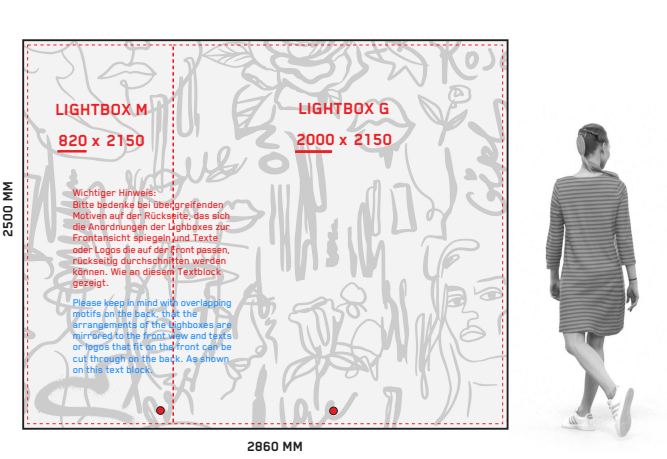 LIGHTBOX M
820 x 2150
LIGHTBOX G
2000 x 2150
Wichtiger Hinweis:
Bitte bedenke bei übergreifenden
Motiven auf der Rückseite, das sich
die Anordnungen der Lighboxes zur
Frontansicht spiegeln und Texte
oder Logos die auf der Front passen,
rückseitig durchschnitten werden
können. Wie an diesem Textblock
gezeigt.
Please keep in mind with overlapping
motifs on the back, that the
arrangements of the Lighboxes are
mirrored to the front view and texts
or logos that fit on the front can be
cut through on the back. As shown
on this text block.
2500 MM
2860 MM